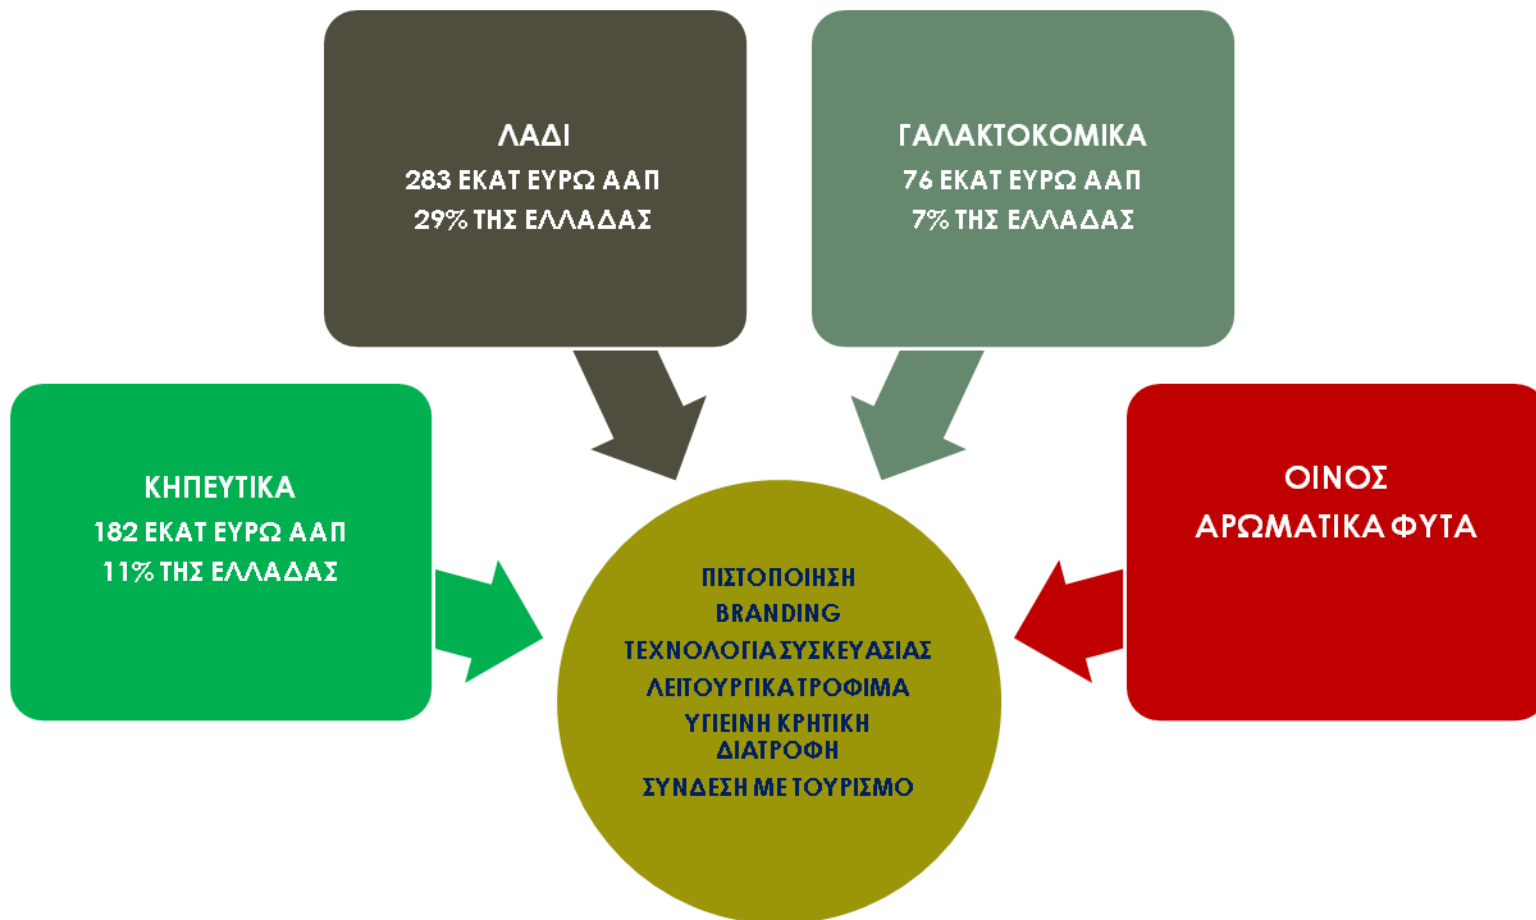 ΛΑΔΙ
283 ΕΚΑΤ ΕΥΡΩ ΑΑΠ
29% ΤΗΣ ΕΛΛΑΔΑΣ
ΓΑΛΑΚΤΟΚΟΜΙΚΑ
76 ΕΚΑΤ ΕΥΡΩ ΑΑΠ
7% ΤΗΣ ΕΛΛΑΔΑΣ
ΚΗΠΕΥΤΙΚΑ
182 ΕΚΑΤ ΕΥΡΩ ΑΑΠ
11% ΤΗΣ ΕΛΛΑΔΑΣ
ΟΙΝΟΣ
ΑΡΩΜΑΤΙΚΑ ΦΥΤΑ
ΠΙΣΤΟΠΟΙΗΣΗ
BRANDING
ΤΕΧΝΟΛΟΓΙΑ ΣΥΣΚΕΥΑΣΙΑΣ
ΛΕΙΤΟΥΡΓΙΚΑ ΤΡΟΦΙΜΑ
ΥΓΙΕΙΝΗ ΚΡΗΤΙΚΗ
ΔΙΑΤΡΟΦΗ
ΣΥΝΔΕΣΗ ΜΕ ΤΟΥΡΙΣΜΟ